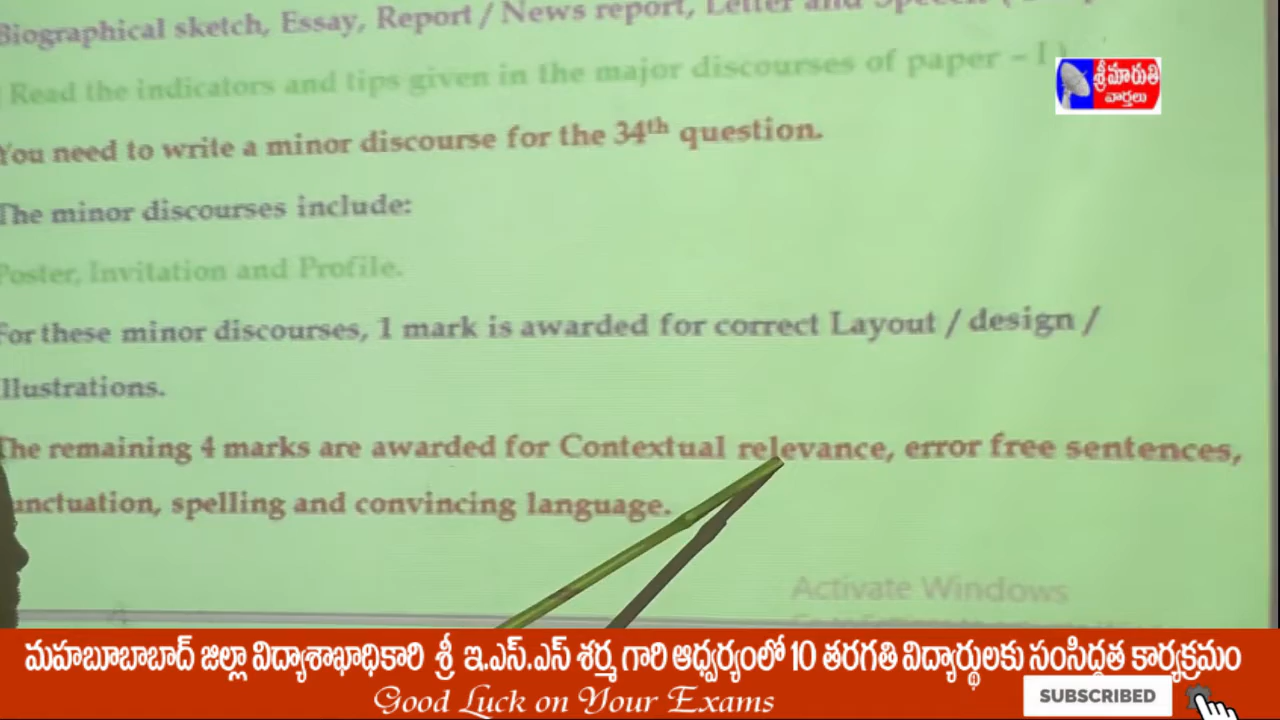 Biographical sketch, Essay, Report / News report, Letter and Speech (
Read the indicators and tips given in the major discourses of paper – I )
శ్రీమారుతి
వార్తలు
You need to write a minor discourse for the 34th question.
The minor discourses include:
Poster, Invitation and Profile.
For these minor discourses, 1 mark is awarded for correct Layout / design /
illustrations.
The remaining 4 marks are awarded for Contextual relevance, error free sentences,
punctuation, spelling and convincing language.
Activate Windows
మహబూబాబాద్ జిల్లా విద్యాశాఖాధికారి శ్రీ ఇ.ఎస్.ఎస్ శర్మ గారి ఆధ్వర్యంలో 10 తరగతి విద్యార్థులకు సంసిద్ధత కార్యక్రమం
Good Luck on Your Exams
SUBSCRIBED